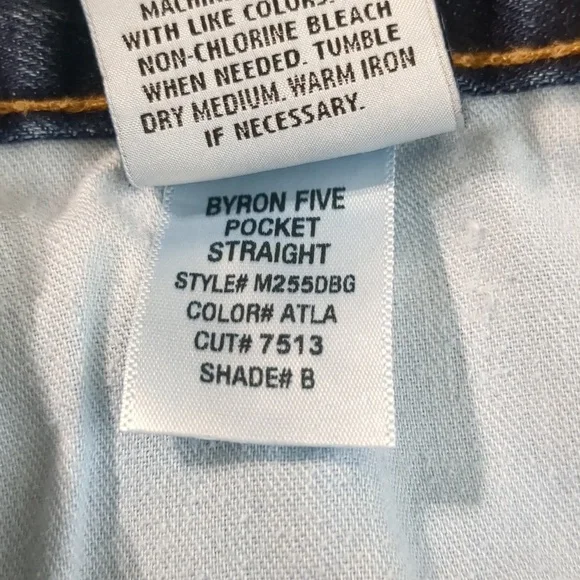 MACHINE
WITH LIKE COLORS.
NON-CHLORINE BLEACH
WHEN NEEDED. TUMBLE
DRY MEDIUM. WARM IRON
IF NECESSARY.
BYRON FIVE
POCKET
STRAIGHT
STYLE# M255DBG
COLOR# ATLA
CUT# 7513
SHADE# B